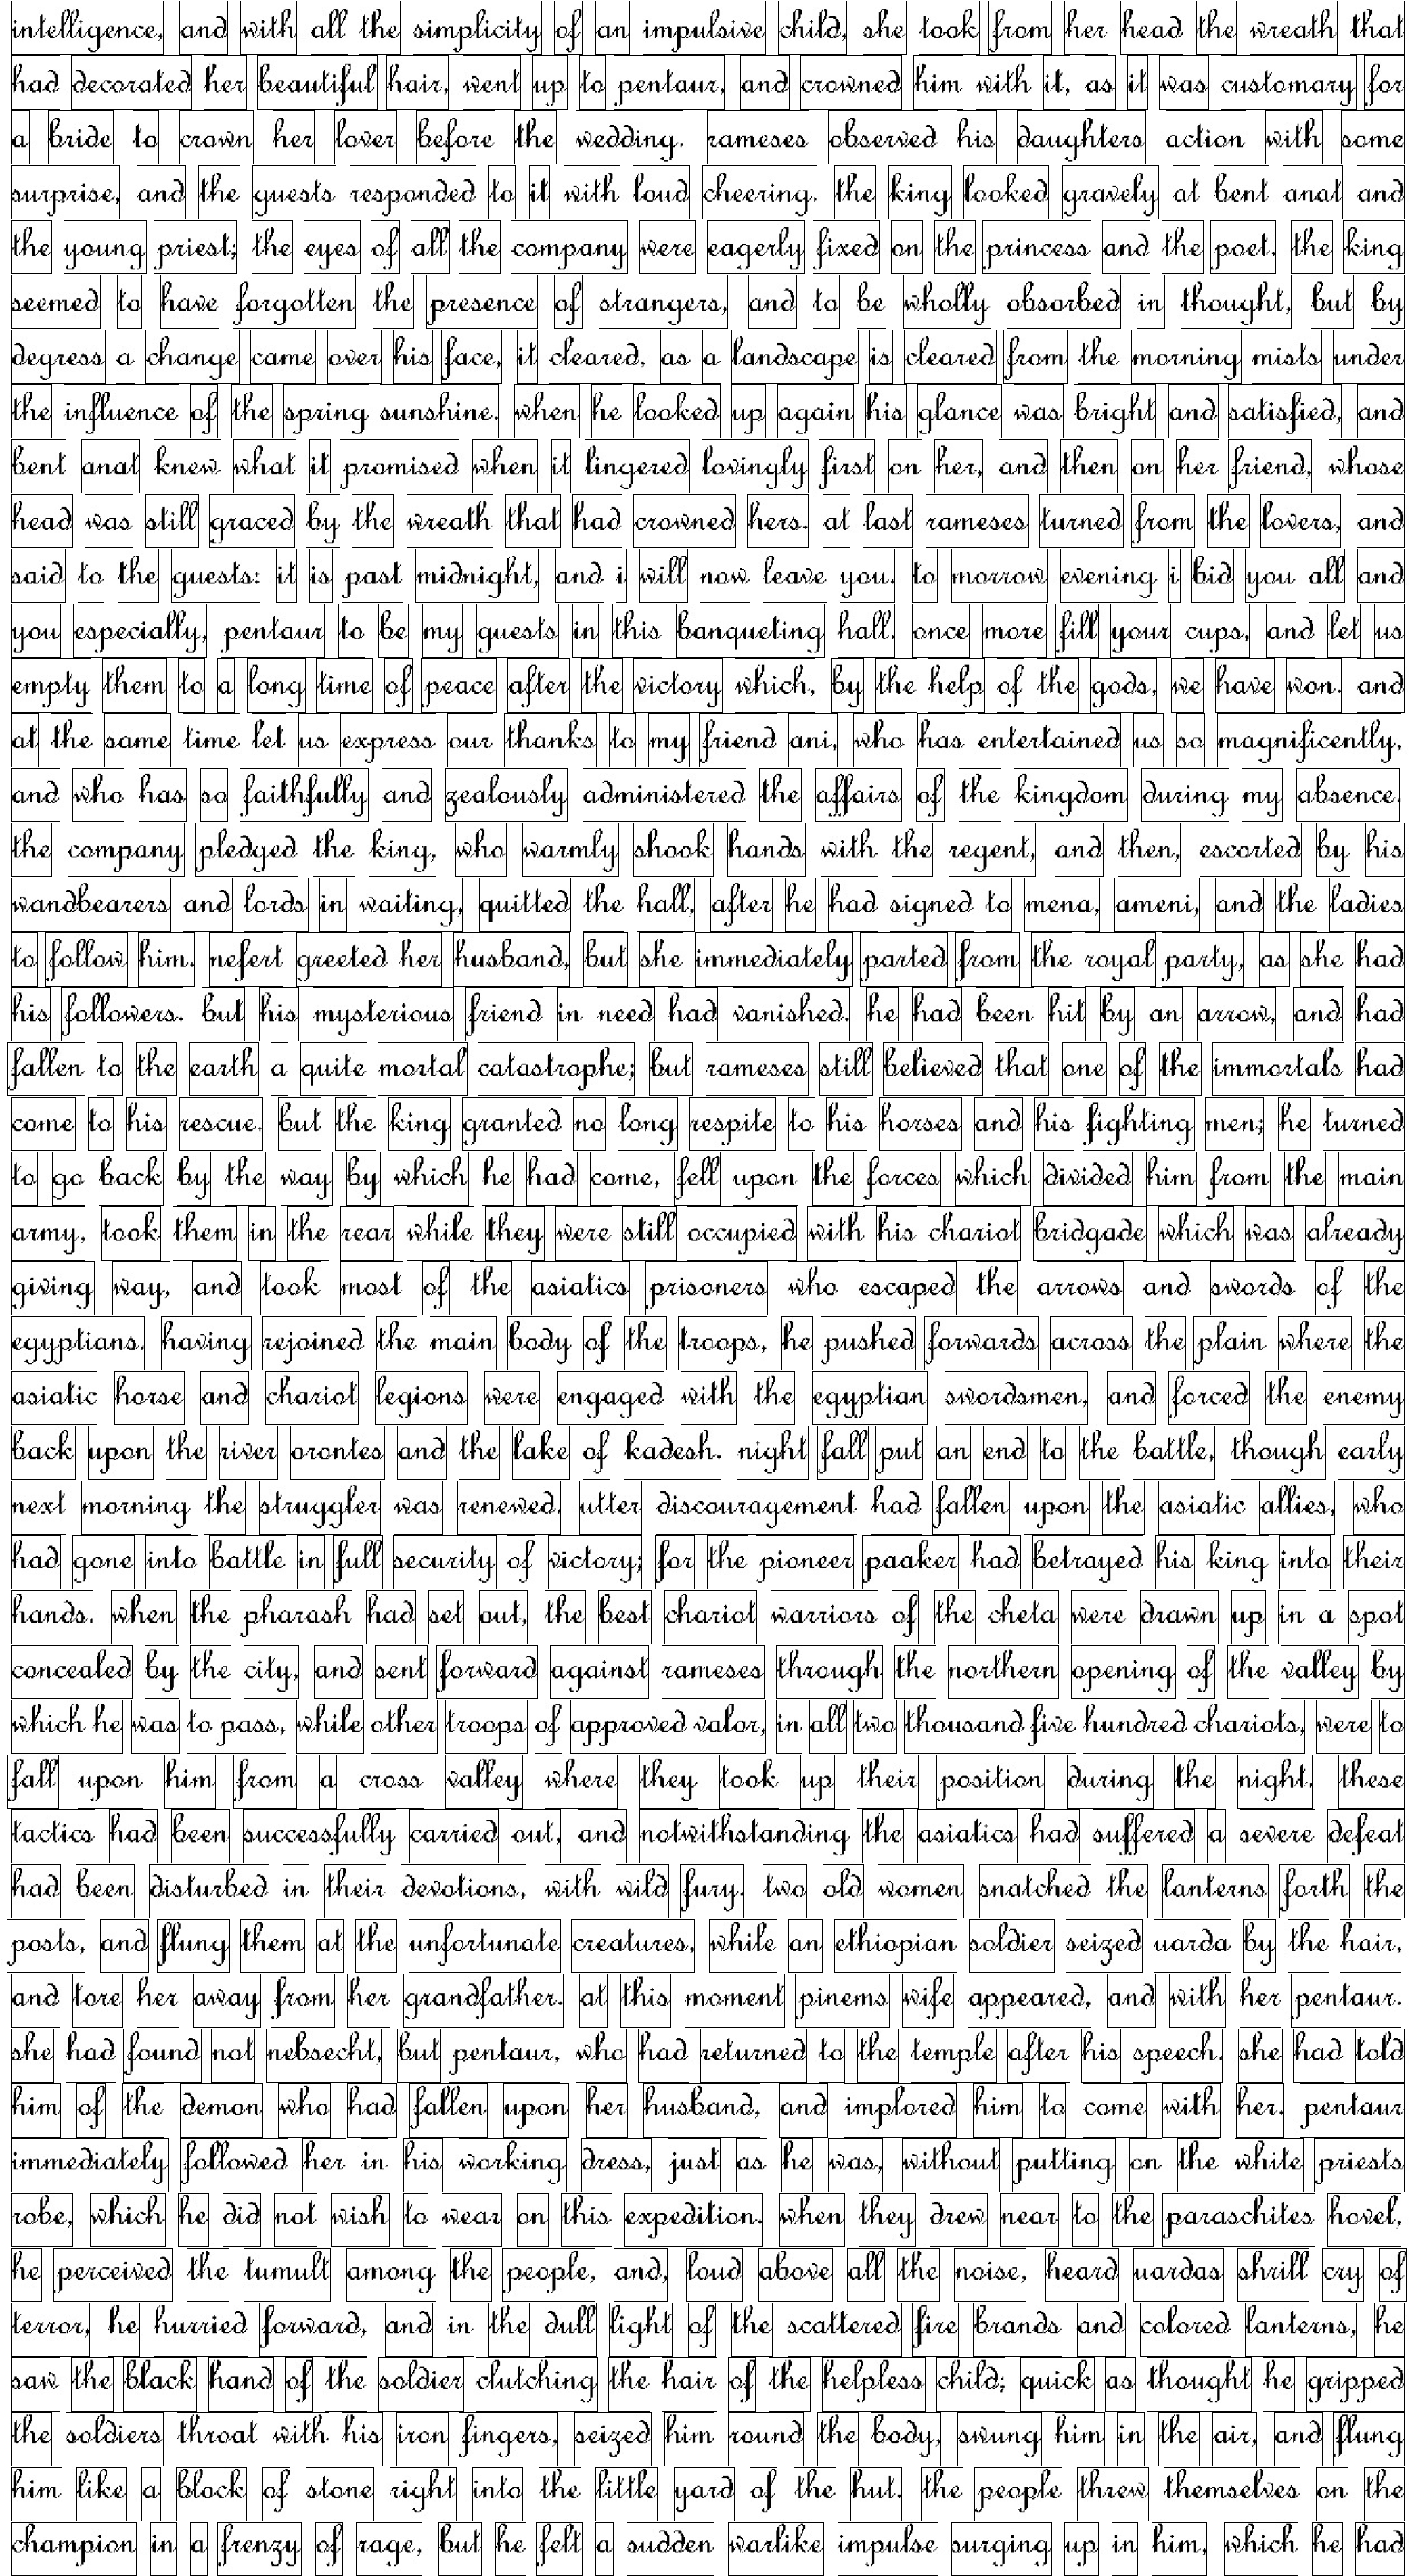 intelligence, and with all the simplicity of an impulsive child, she took from her head the wreath that
had decorated her beautiful hair, went up to pentaur, and crowned him with it, as it was customary for
a bride to crown her lover before the wedding. rameses observed his daughters action with some
surprise, and the guests responded to it with loud cheering. the king looked gravely at bent anat and
the young priest; the eyes of all the company were eagerly fixed on the princess and the poet. the king
seemed to have forgotten the presence of strangers, and to be wholly obsorbed in thought, but by
degress a change came over his face, it cleared, as a landscape is cleared from the morning mists under
the influence of the spring sunshine. when he looked up again his glance was bright and satisfied, and
bent anat knew what it promised when it lingered lovingly first on her, and then on her friend, whose
head was still graced by the wreath that had crowned hers. at last rameses turned from the lovers, and
said to the guests: it is past midnight, and i will now leave you. to morrow evening i bid you all and
you especially, pentaur to be my guests in this banqueting hall. once more fill your cups, and let us
empty them to a long time of peace after the victory which, by the help of the gods, we have won. and
at the same time let us express our thanks to my friend ani, who has entertained us so magnificently,
and who has so faithfully and zealously administered the affairs of the kingdom during my absence.
the company pledged the king, who warmly shook hands with the regent, and then, escorted by his
wandbearers and lords in waiting, quitted the hall, after he had signed to mena, ameni, and the ladies
to follow him. nefert greeted her husband, but she immediately parted from the royal party, as she had
his followers. but his mysterious friend in need had vanished. he had been hit by an arrow, and had
fallen to the earth a quite mortal catastrophe; but rameses still believed that one of the immortals had
come to his rescue. but the king granted no long respite to his horses and his fighting men; he turned
to go back by the way by which he had come, fell upon the forces which divided him from the main
army, took them in the rear while they were still occupied with his chariot bridgade which was already
giving way, and took most of the asiatics prisoners who escaped the arrows and swords of the
egyptians. having rejoined the main body of the troops, he pushed forwards across the plain where the
asiatic horse and chariot legions were engaged with the egyptian swordsmen, and forced the enemy
back upon the river orontes and the lake of kadesh. night fall put an end to the battle, though early
next morning the struggler was renewed. utter discouragement had fallen upon the asiatic allies, who
had gone into battle in full security of victory; for the pioneer paaker had betrayed his king into their
hands. when the pharash had set out, the best chariot warriors of the cheta were drawn up in a spot
concealed by the city, and sent forward against rameses through the northern opening of the valley by
which he was to pass, while other troops of approved valor, in all two thousand five hundred chariots, were to
fall upon him from a cross valley where they took up their position during the night. these
tactics had been successfully carried out, and notwithstanding the asiatics had suffered a severe defeat
had been disturbed in their devotions, with wild fury. two old women snatched the lanterns forth the
posts, and flung them at the unfortunate creatures, while an ethiopian soldier seized uarda by the hair,
and tore her away from her grandfather. at this moment pinems wife appeared, and with her pentaur.
she had found not nebsecht, but pentaur, who had returned to the temple after his speech. she had told
him of the demon who had fallen upon her husband, and implored him to come with her. pentaur
immediately followed her in his working dress, just as he was, without putting on the white priests
robe, which he did not wish to wear on this expedition. when they drew near to the paraschites hovel,
he perceived the tumult among the people, and, loud above all the noise, heard uardas shrill cry of
terror, he hurried forward, and in the dull light of the scattered fire brands and colored lanterns, he
saw the black hand of the soldier clutching the hair of the helpless child; quick as thought he gripped
the soldiers throat with his iron fingers, seized him round the body, swung him in the air, and flung
him like a block of stone right into the little yard of the hut. the people threw themselves on the
champion in a frenzy of rage, but he felt a sudden warlike impulse surging up in him, which he had